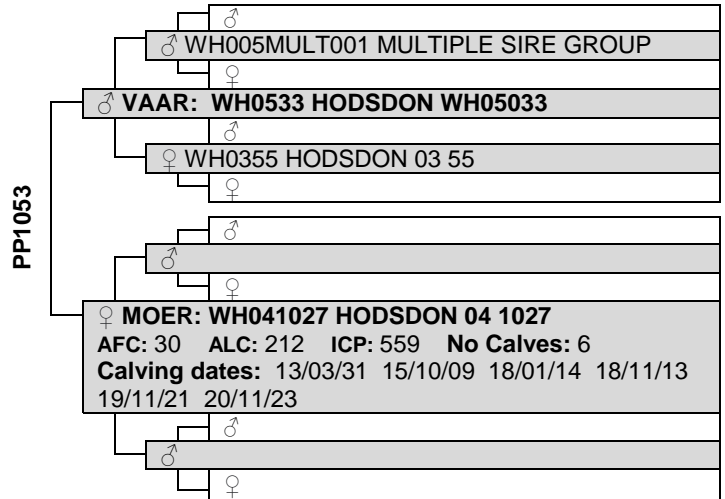 ♂
♂ WH005MULT001 MULTIPLE SIRE GROUP
♀
♂ VAAR: WH0533 HODSDON WH05033
♂
♀ WH0355 HODSDON 03 55
♀
PP1053
♂
♂
♀
♀ MOER: WH041027 HODSDON 04 1027
AFC: 30 ALC: 212 ICP: 559 No Calves: 6
Calving dates: 13/03/31 15/10/09 18/01/14 18/11/13
19/11/21 20/11/23
♂
♂
♀